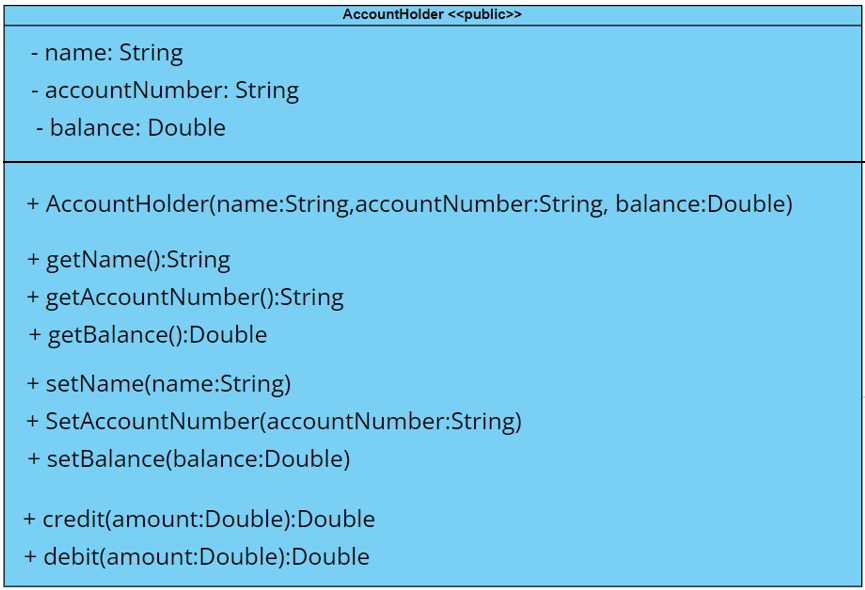 AccountHolder <<public>>
- name: String
- accountNumber: String
- balance: Double
+ AccountHolder(name:String,accountNumber:String, balance:Double)
+ getName():String
+ getAccountNumber():String
+ getBalance():Double
+ setName(name:String)
+ SetAccountNumber(accountNumber:String)
+ setBalance(balance:Double)
+ credit(amount:Double):Double
+ debit(amount:Double):Double